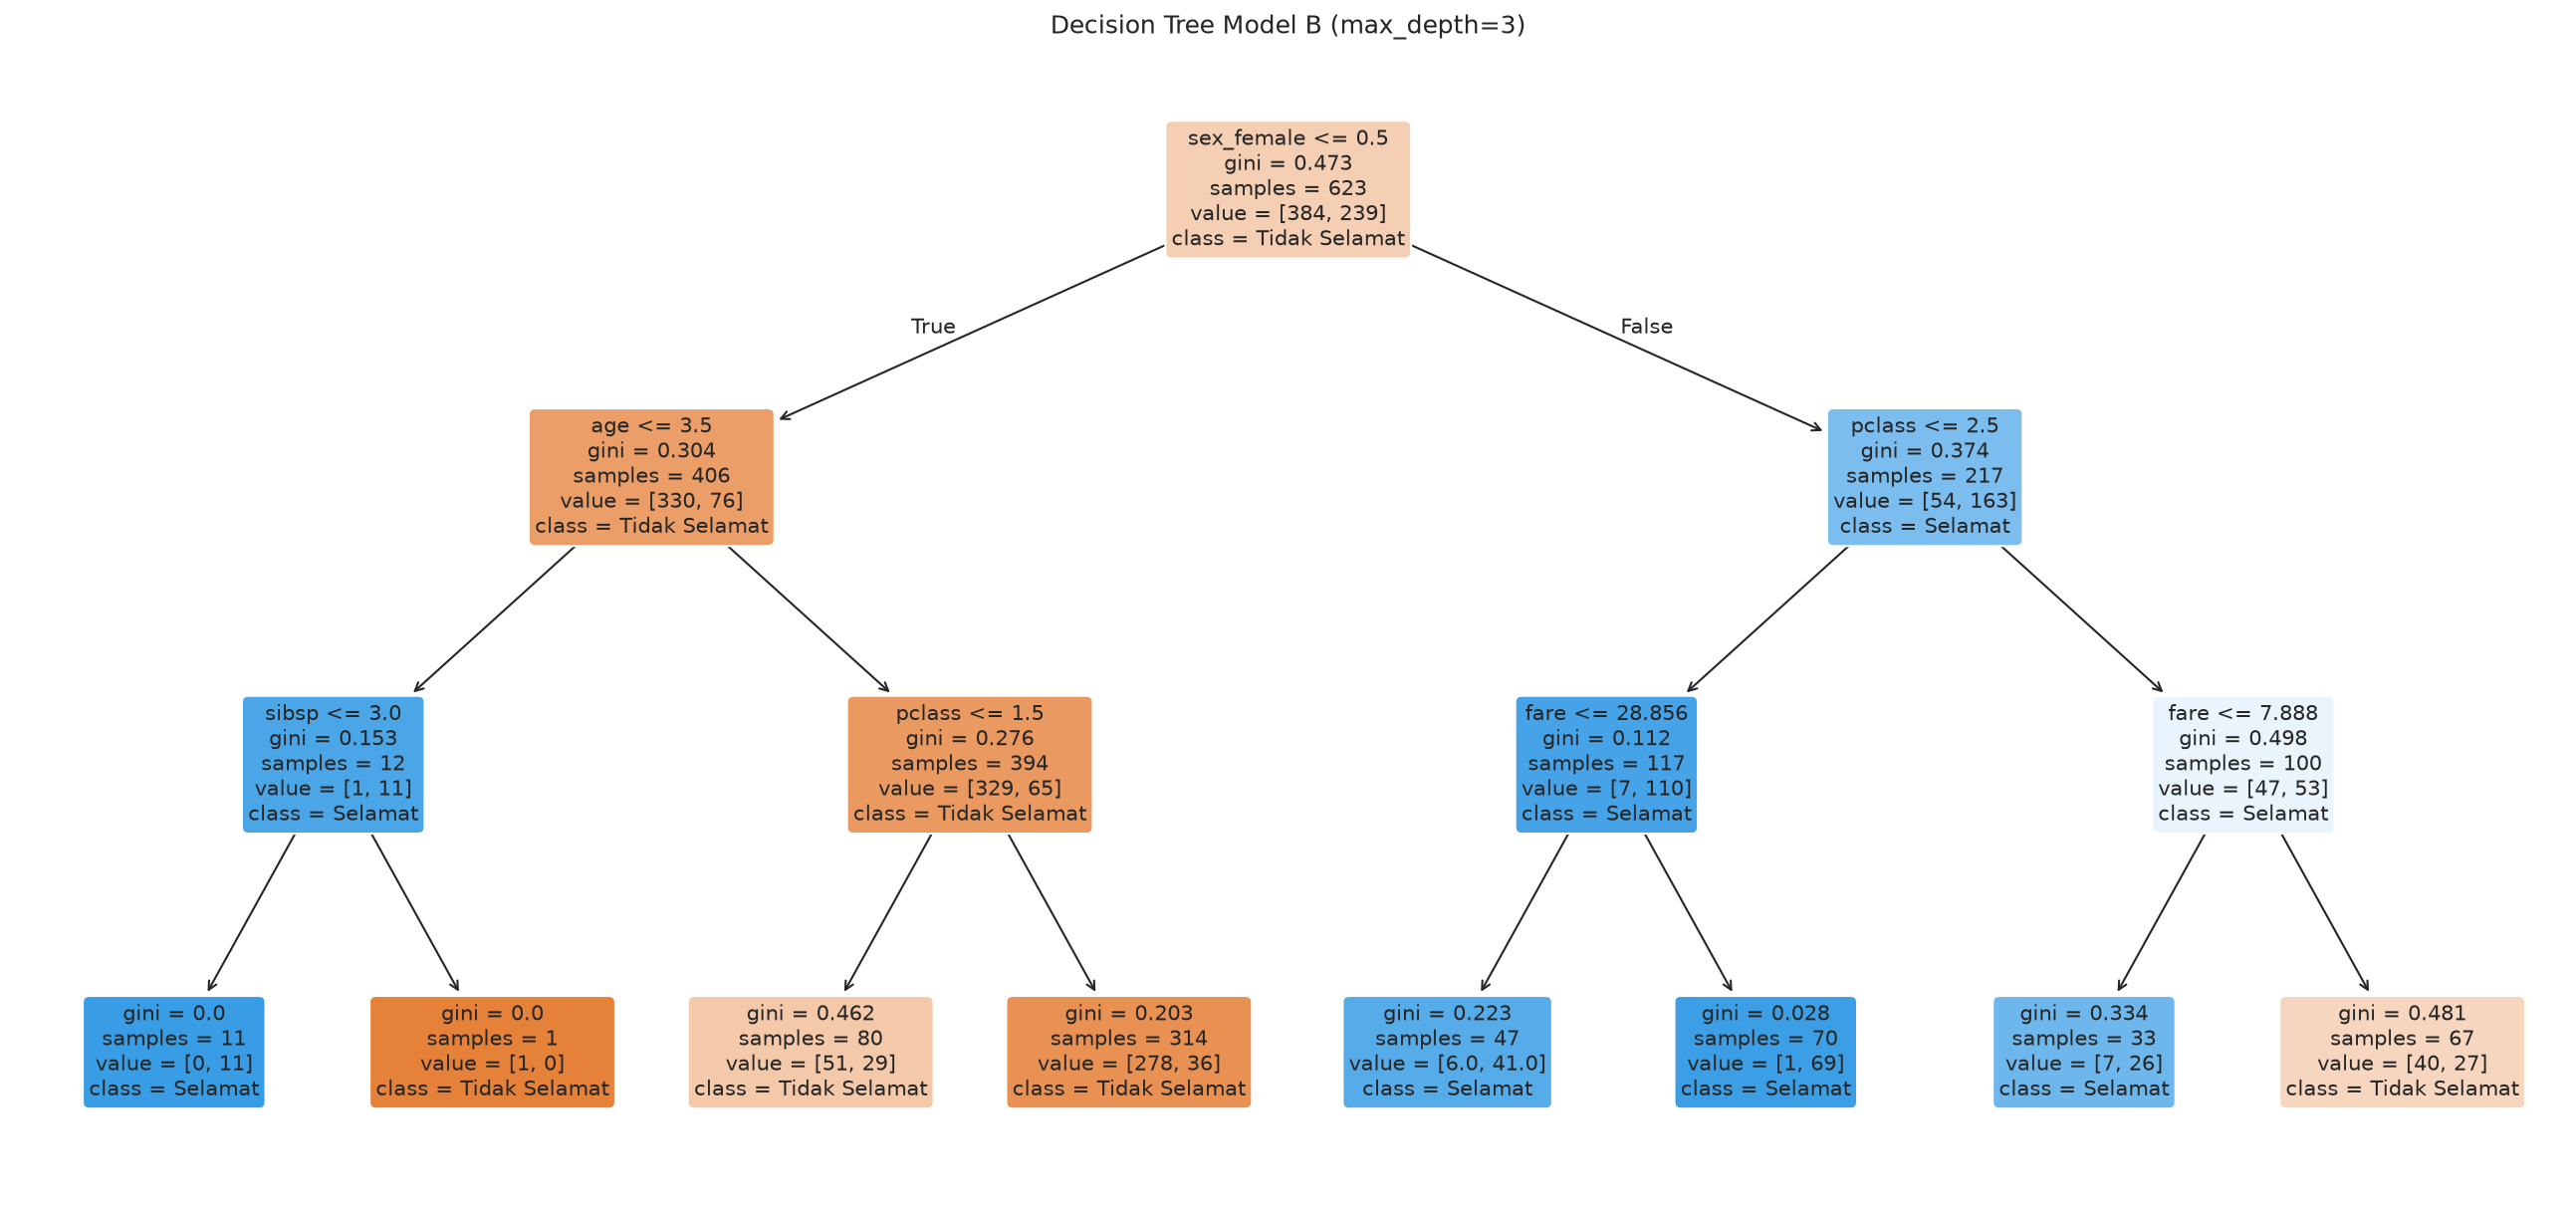 Decision Tree Model B (max_depth=3)
sex_female <= 0.5
gini = 0.473
samples = 623
value = [384, 239]
class = Tidak Selamat
True
False
age <= 3.5
gini = 0.304
samples = 406
value = [330, 76]
class = Tidak Selamat
pclass <= 2.5
gini = 0.374
samples = 217
value = [54, 163]
class = Selamat
sibsp <= 3.0
gini = 0.153
samples = 12
value = [1, 11]
class = Selamat
pclass <= 1.5
gini = 0.276
samples = 394
value = [329, 65]
class = Tidak Selamat
fare <= 28.856
gini = 0.112
samples = 117
value = [7, 110]
class = Selamat
fare <= 7.888
gini = 0.498
samples = 100
value = [47, 53]
class = Selamat
gini = 0.0
samples = 11
value = [0, 11]
class = Selamat
gini = 0.0
samples = 1
value = [1, 0]
class = Tidak Selamat
gini = 0.462
samples = 80
value = [51, 29]
class = Tidak Selamat
gini = 0.203
samples = 314
value = [278, 36]
class = Tidak Selamat
gini = 0.223
samples = 47
value = [6.0, 41.0]
class = Selamat
gini = 0.028
samples = 70
value = [1, 69]
class = Selamat
gini = 0.334
samples = 33
value = [7, 26]
class = Selamat
gini = 0.481
samples = 67
value = [40, 27]
class = Tidak Selamat